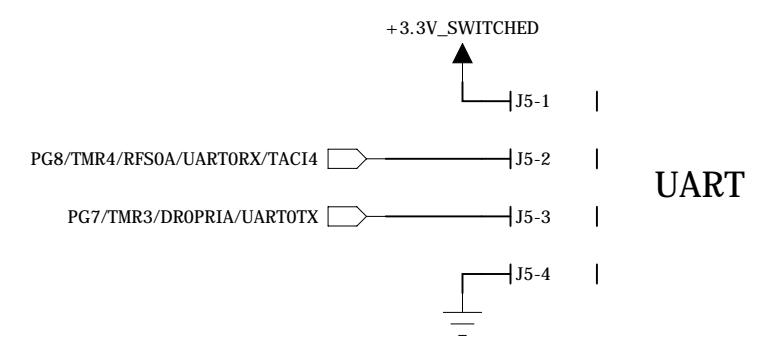 +3.3V_SWITCHED
J5-1
PG8/TMR4/RFS0A/UART0RX/TACI4 J5-2
UART
PG7/TMR3/DR0PRIA/UART0TX J5-3
J5-4